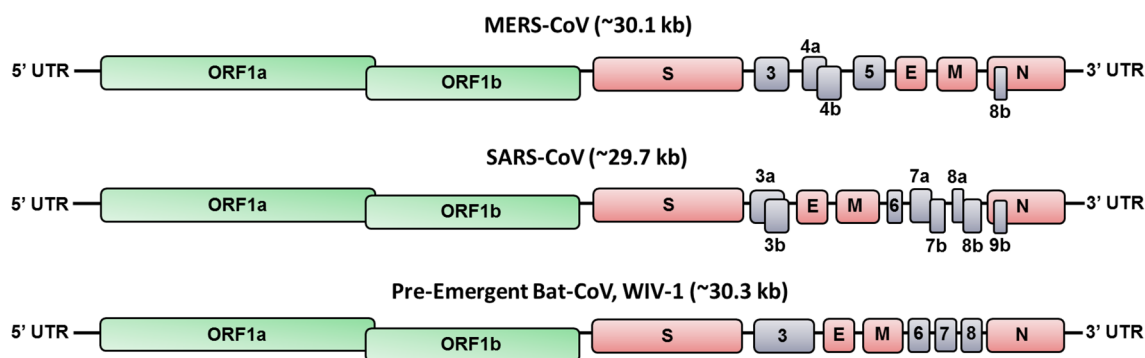 MERS-CoV (~30.1 kb)
4a
5' UTR ORF1a ORF1b S 3 5 E M N 3' UTR
4b 8b
SARS-CoV (~29.7 kb)
3a 7a 8a
5' UTR ORF1a ORF1b S E M 6 N 3' UTR
3b 7b 8b 9b
Pre-Emergent Bat-CoV, WIV-1 (~30.3 kb)
5' UTR ORF1a ORF1b S 3 E M 6 7 8 N 3' UTR